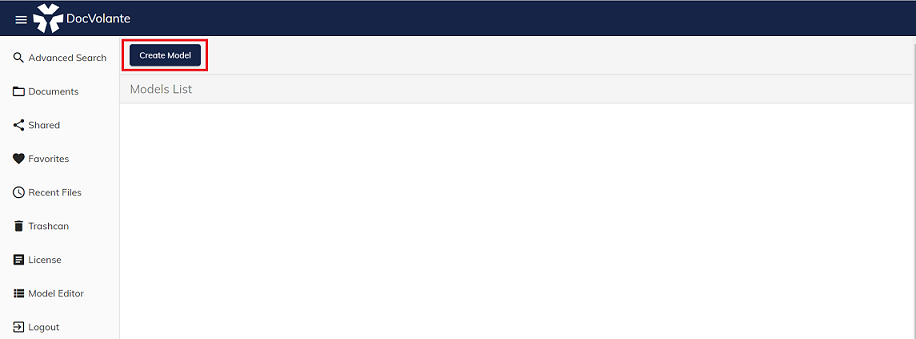 DocVolante
Advanced Search
Documents
Shared
Favorites
Recent Files
Trashcan
License
Model Editor
Logout
Create Model
Models List